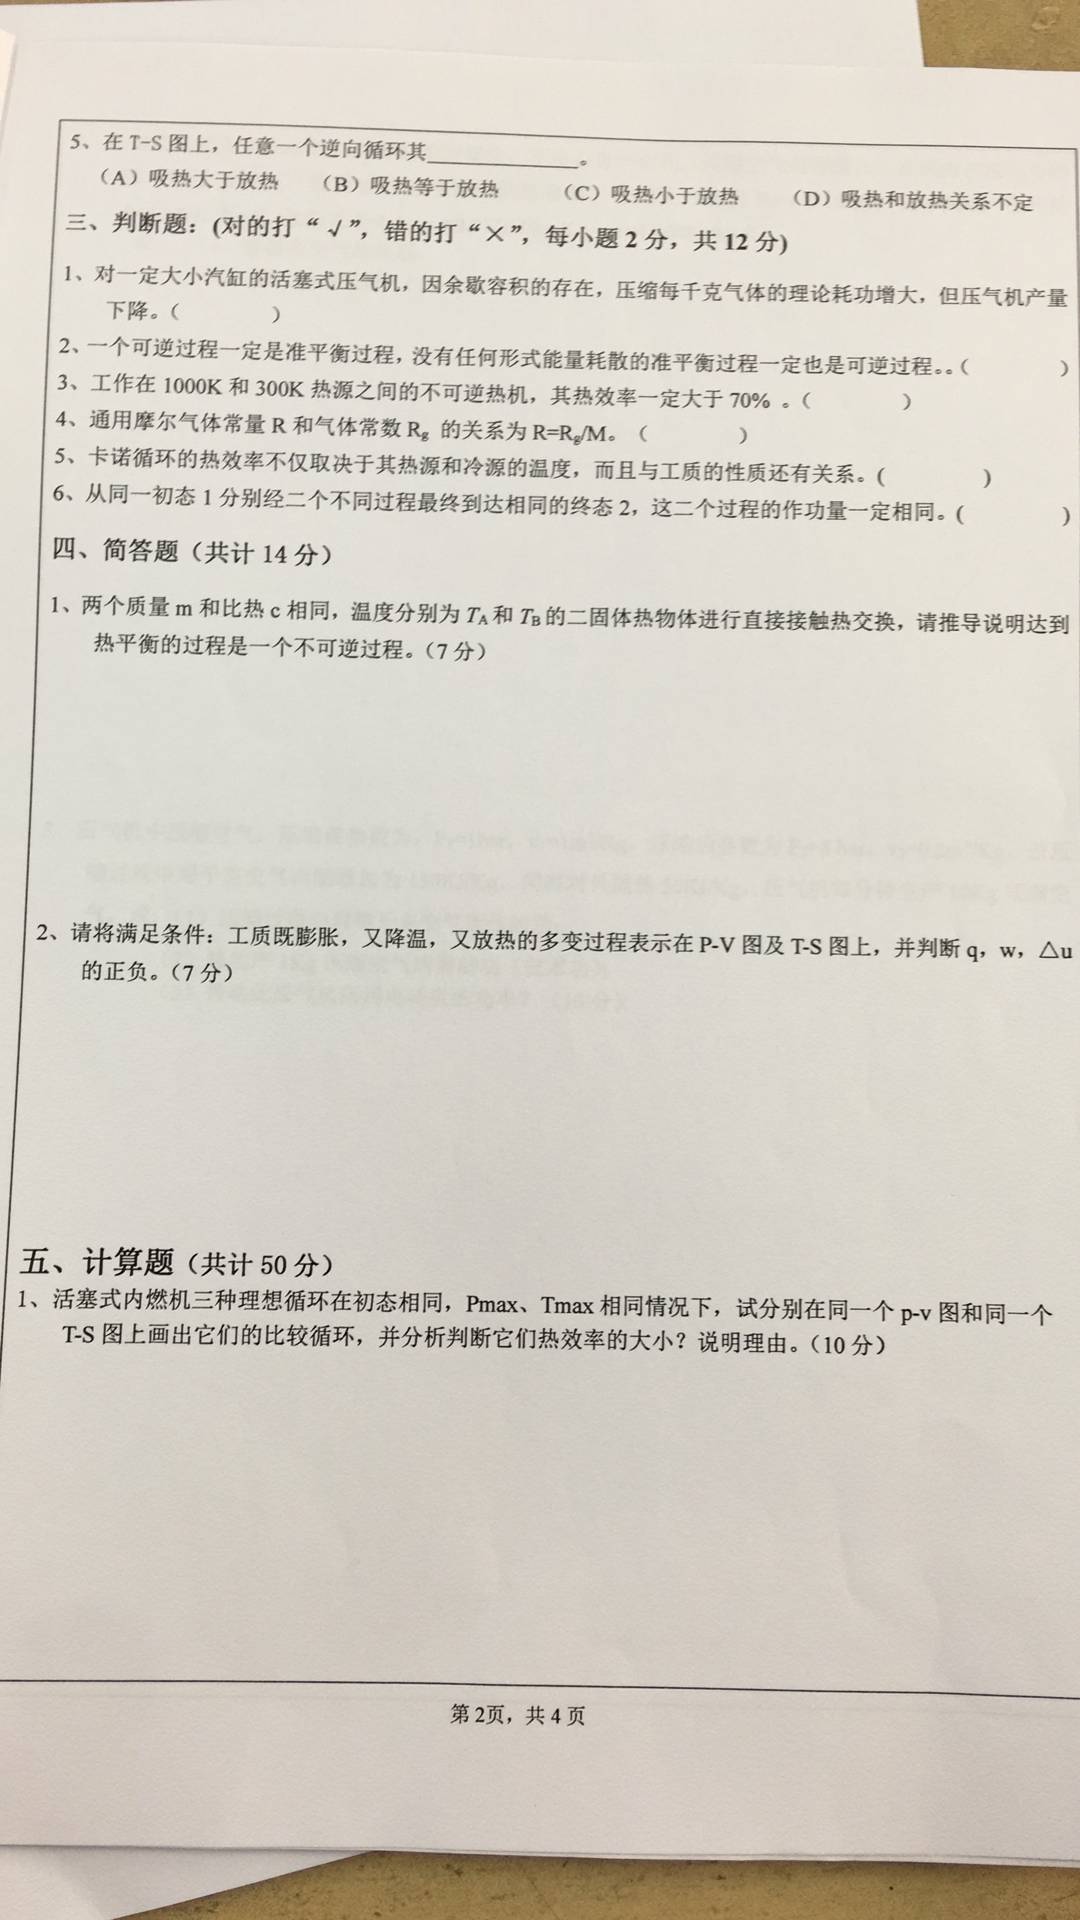 5、在 T-S 图上，任意一个逆向循环其____________。
（A）吸热大于放热 （B）吸热等于放热 （C）吸热小于放热 （D）吸热和放热关系不定
三、判断题：(对的打“√”，错的打“×”，每小题 2 分，共 12 分)
1、对一定大小汽缸的活塞式压气机，因余歇容积的存在，压缩每千克气体的理论耗功增大，但压气机产量
下降。（ ）
2、一个可逆过程一定是准平衡过程，没有任何形式能量耗散的准平衡过程一定也是可逆过程。。（ ）
3、工作在 1000K 和 300K 热源之间的不可逆热机，其热效率一定大于 70% 。（ ）
4、通用摩尔气体常量 R 和气体常数 Rg 的关系为 R=Rg/M。（ ）
5、卡诺循环的热效率不仅取决于其热源和冷源的温度，而且与工质的性质还有关系。( )
6、从同一初态 1 分别经二个不同过程最终到达相同的终态 2，这二个过程的作功量一定相同。( )
四、简答题（共计 14 分）
1、两个质量 m 和比热 c 相同，温度分别为 TA 和 TB 的二固体热物体进行直接接触热交换，请推导说明达到
热平衡的过程是一个不可逆过程。（7 分）
2、请将满足条件：工质既膨胀，又降温，又放热的多变过程表示在 P-V 图及 T-S 图上，并判断 q，w，△u
的正负。（7 分）
五、计算题（共计 50 分）
1、活塞式内燃机三种理想循环在初态相同，Pmax、Tmax 相同情况下，试分别在同一个 p-v 图和同一个
T-S 图上画出它们的比较循环，并分析判断它们热效率的大小？说明理由。（10 分）
第 2页，共 4 页